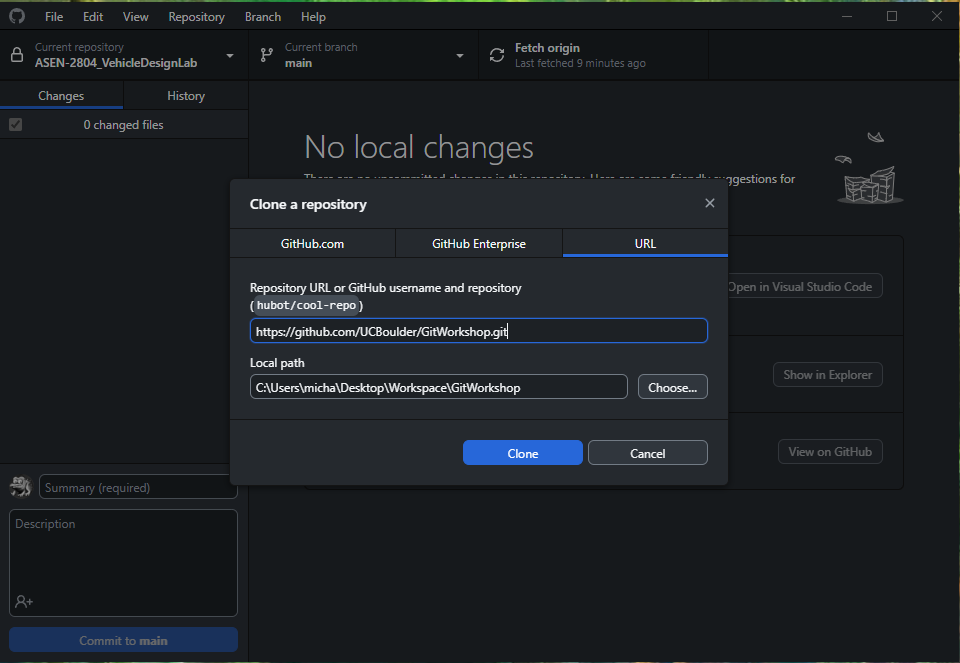 File Edit View Repository Branch Help
Current repository
ASEN-2804_VehicleDesignLab
Current branch
main
Fetch origin
Last fetched 9 minutes ago
Changes History
0 changed files
No local changes
There are no uncommitted changes in this repository. Here are some friendly suggestions for
Clone a repository
GitHub.com GitHub Enterprise URL
Repository URL or GitHub username and repository
(hubot/cool-repo)
https://github.com/UCBoulder/GitWorkshop.git
Local path
C:\Users\micha\Desktop\Workspace\GitWorkshop
Choose...
Clone Cancel
Open in Visual Studio Code
Show in Explorer
View on GitHub
Summary (required)
Description
Commit to main